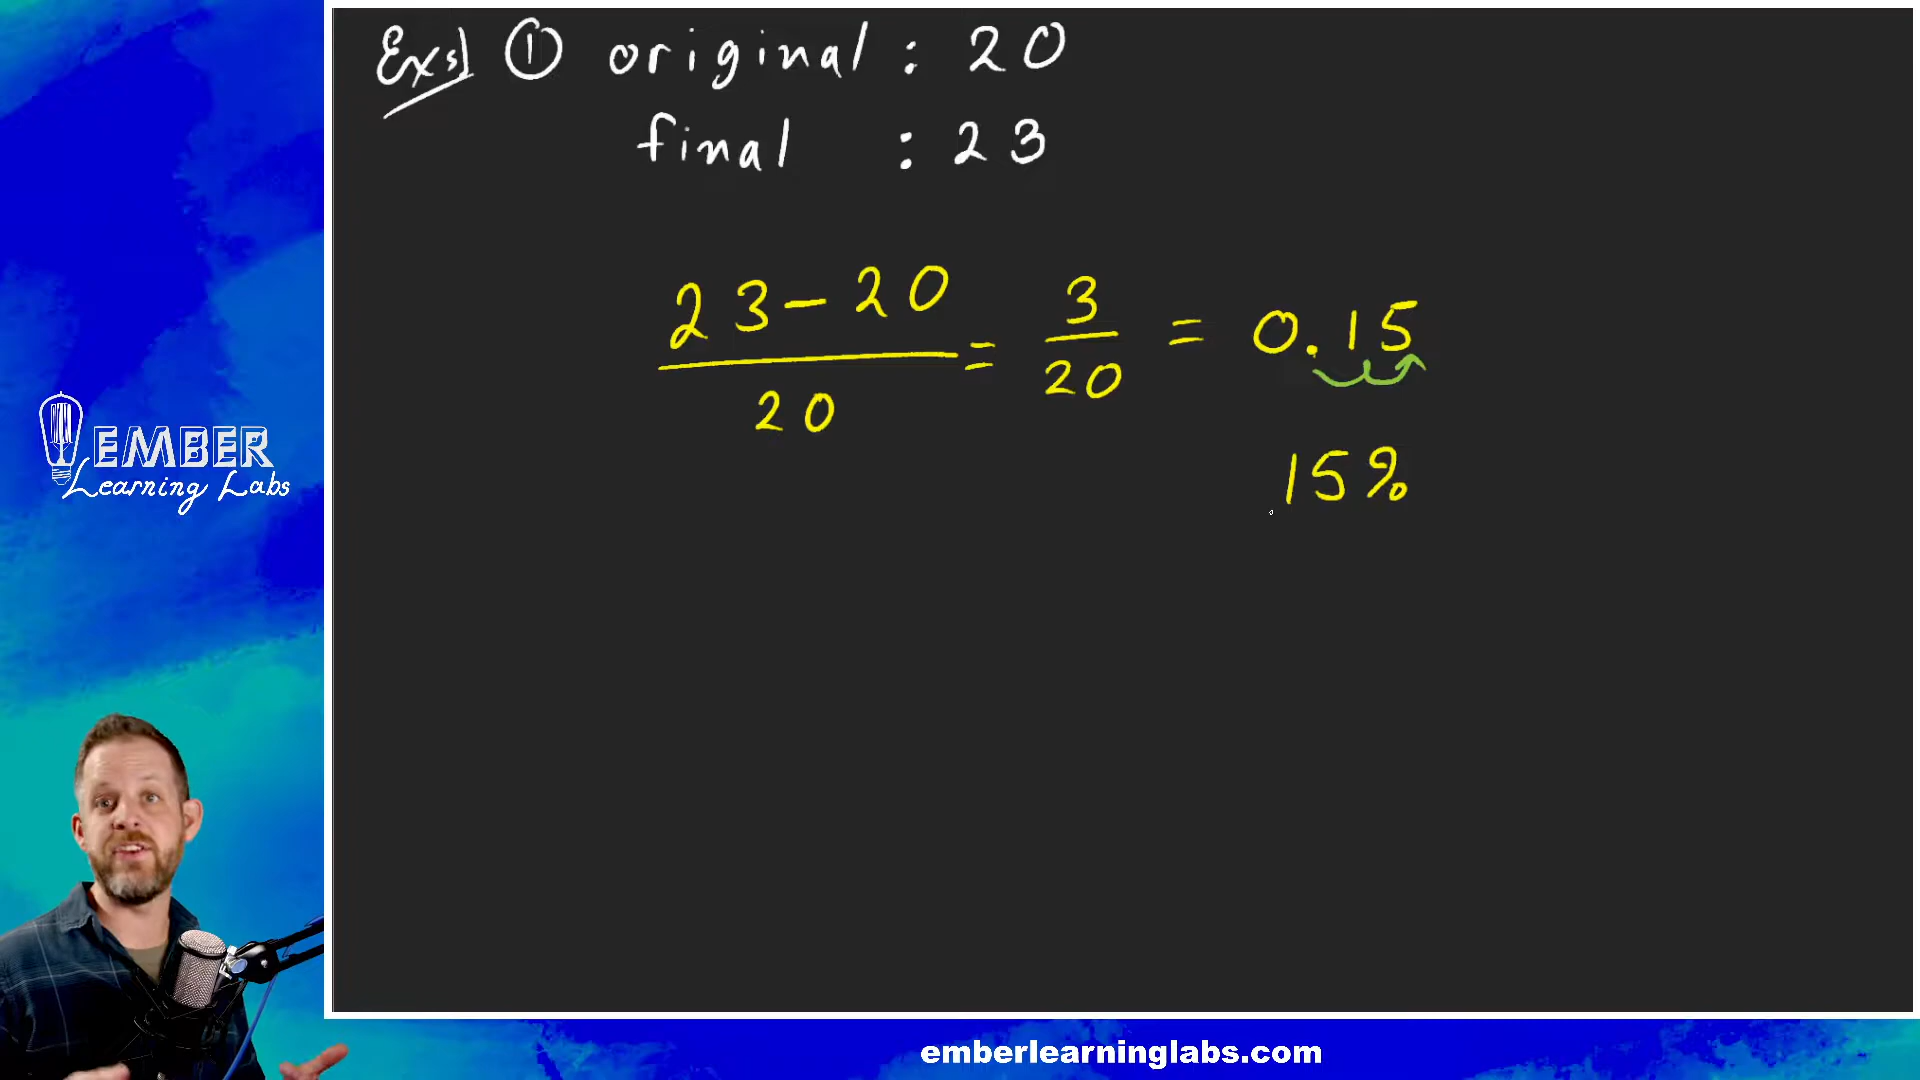 Exs) ① original : 20
final : 23
23 - 20 / 20 = 3 / 20 = 0.15
15%
EMBER
Learning Labs
emberlearninglabs.com